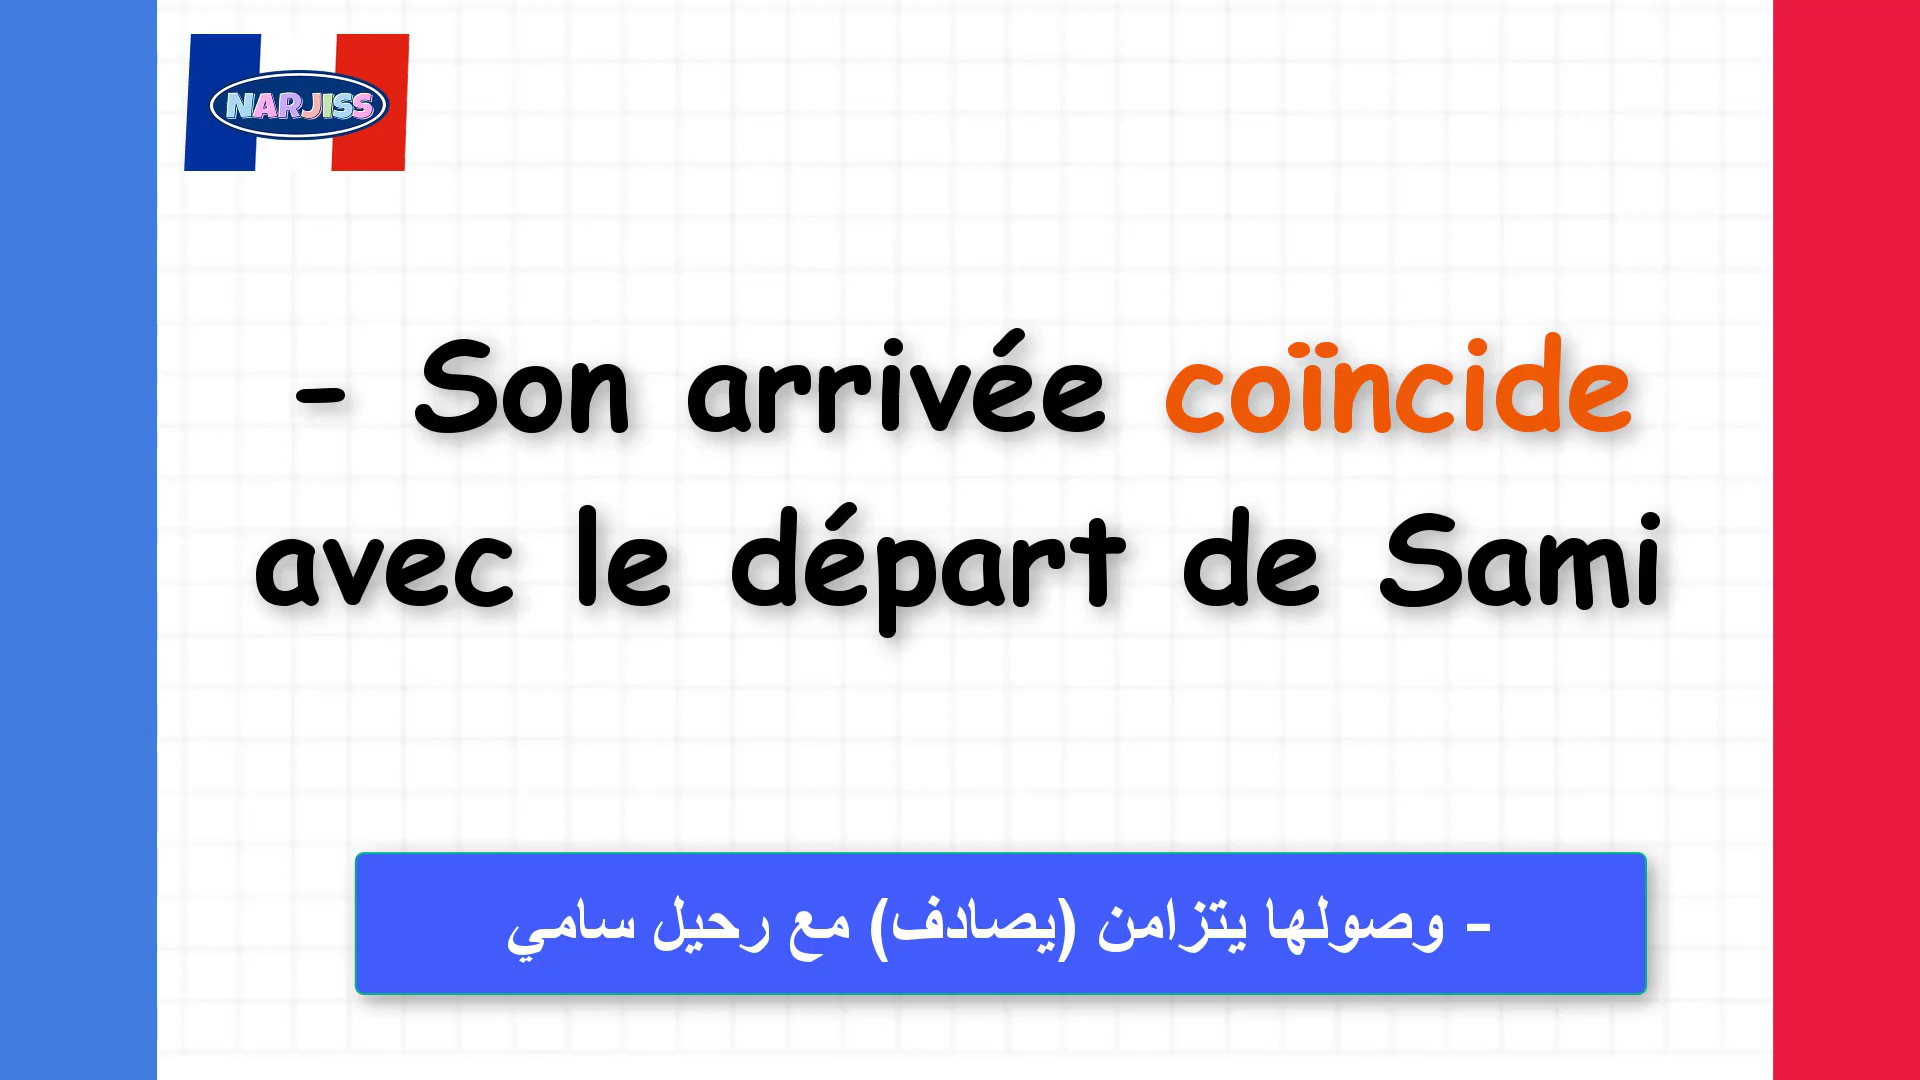 NARJISS
- Son arrivée coïncide
avec le départ de Sami
- وصولها يتزامن (يصادف) مع رحيل سامي